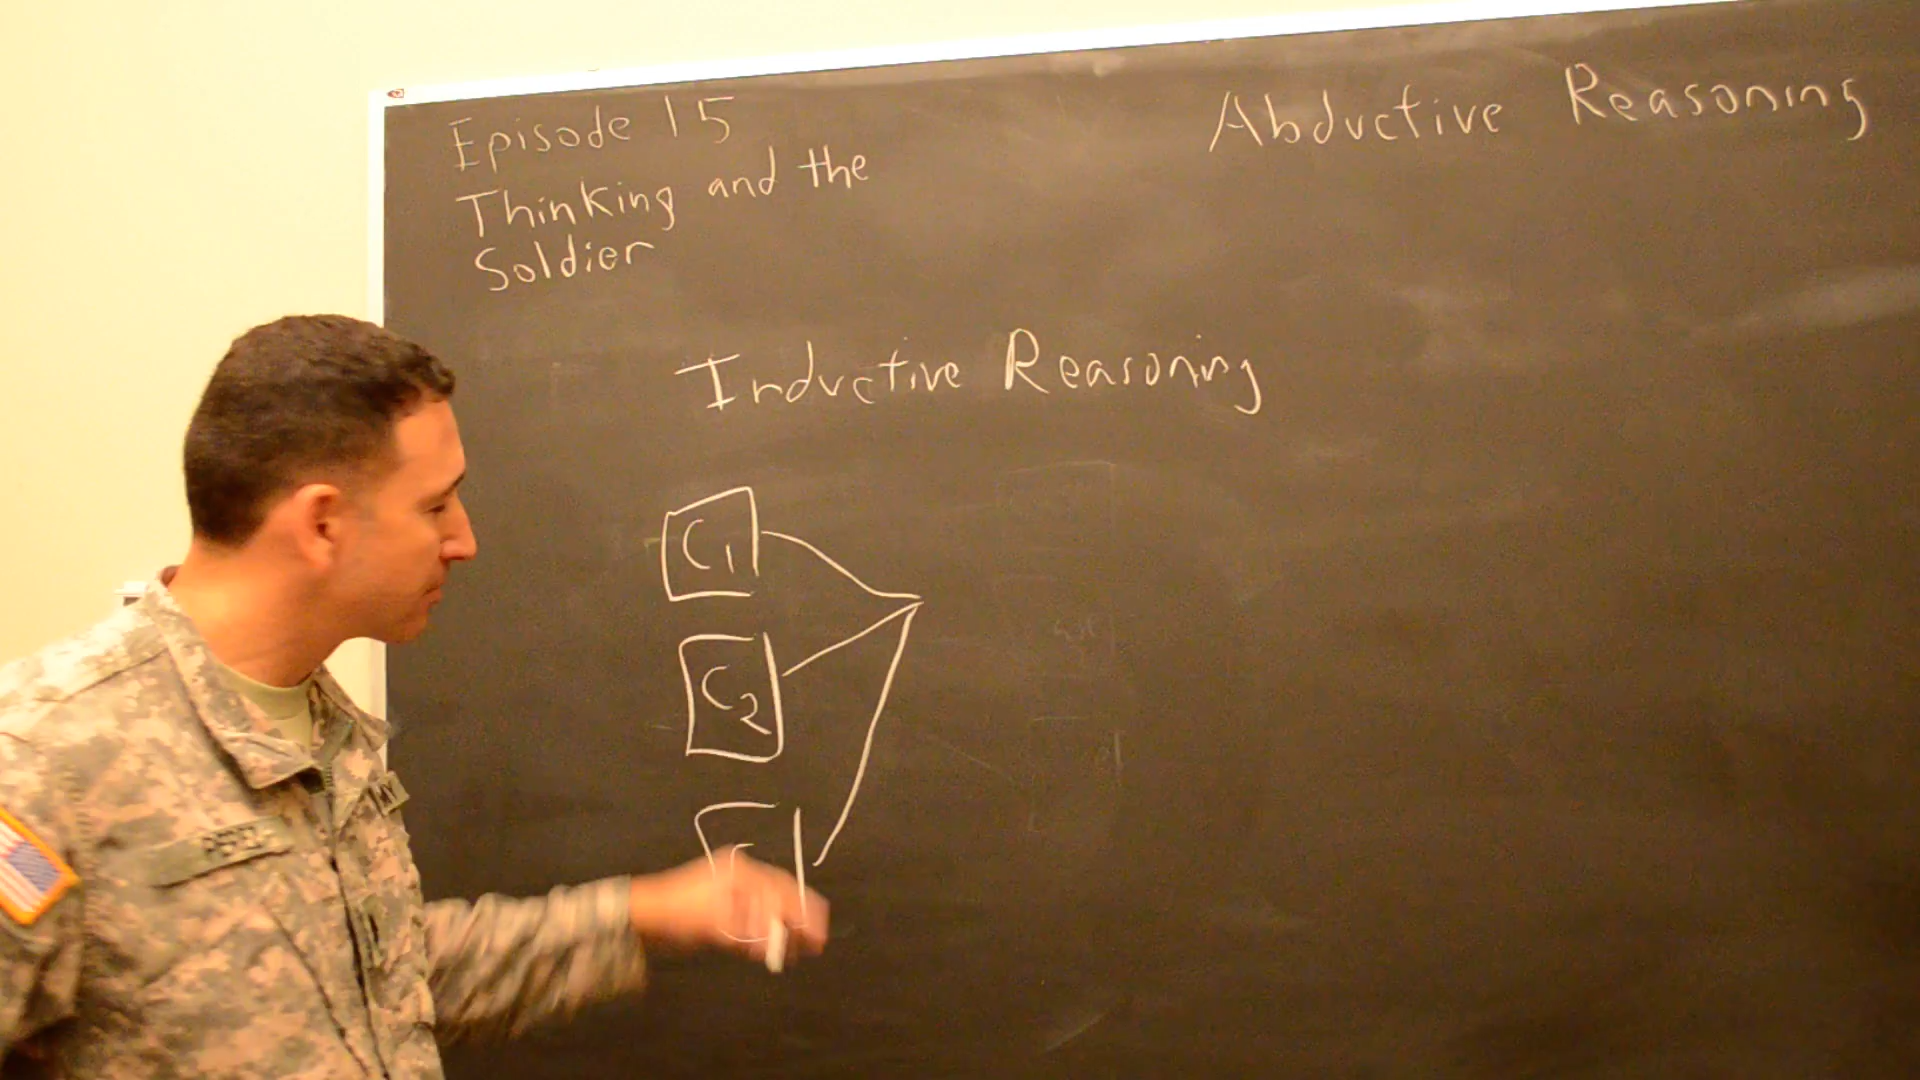 Episode 15
Thinking and the
Soldier
Abductive Reasoning
Inductive Reasoning
C1
C2
C